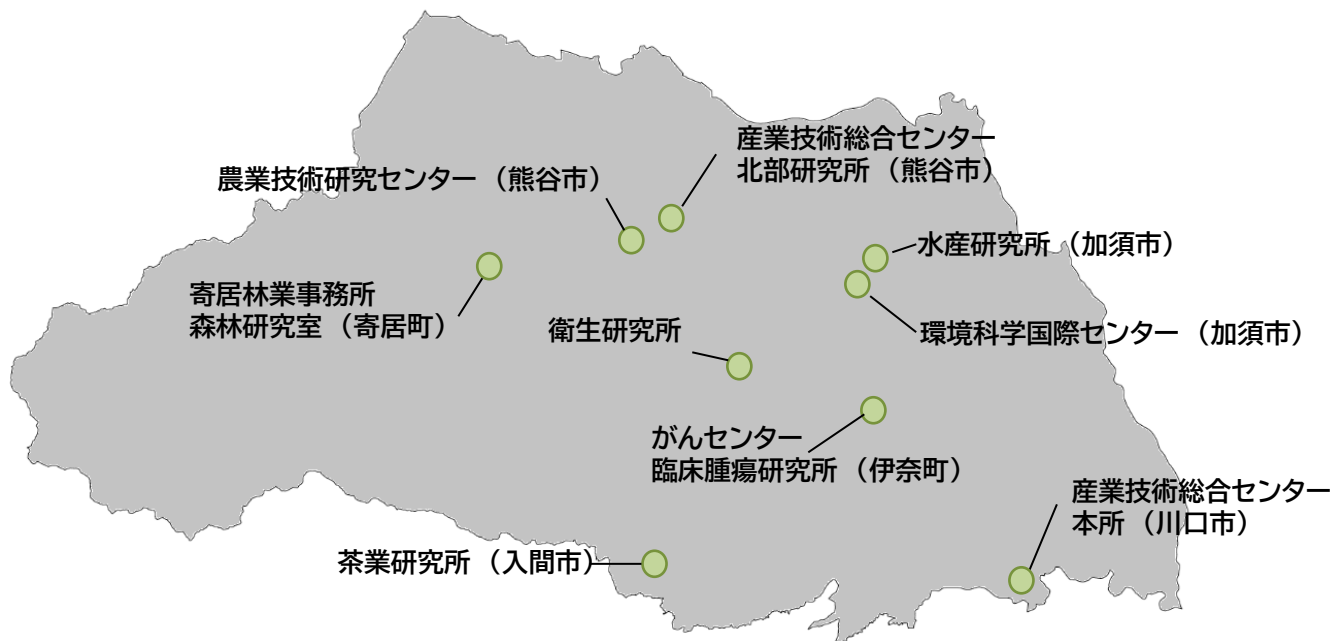 産業技術総合センター
北部研究所（熊谷市）
農業技術研究センター（熊谷市）
水産研究所（加須市）
寄居林業事務所
森林研究室（寄居町）
衛生研究所
環境科学国際センター（加須市）
がんセンター
臨床腫瘍研究所（伊奈町）
産業技術総合センター
本所（川口市）
茶業研究所（入間市）